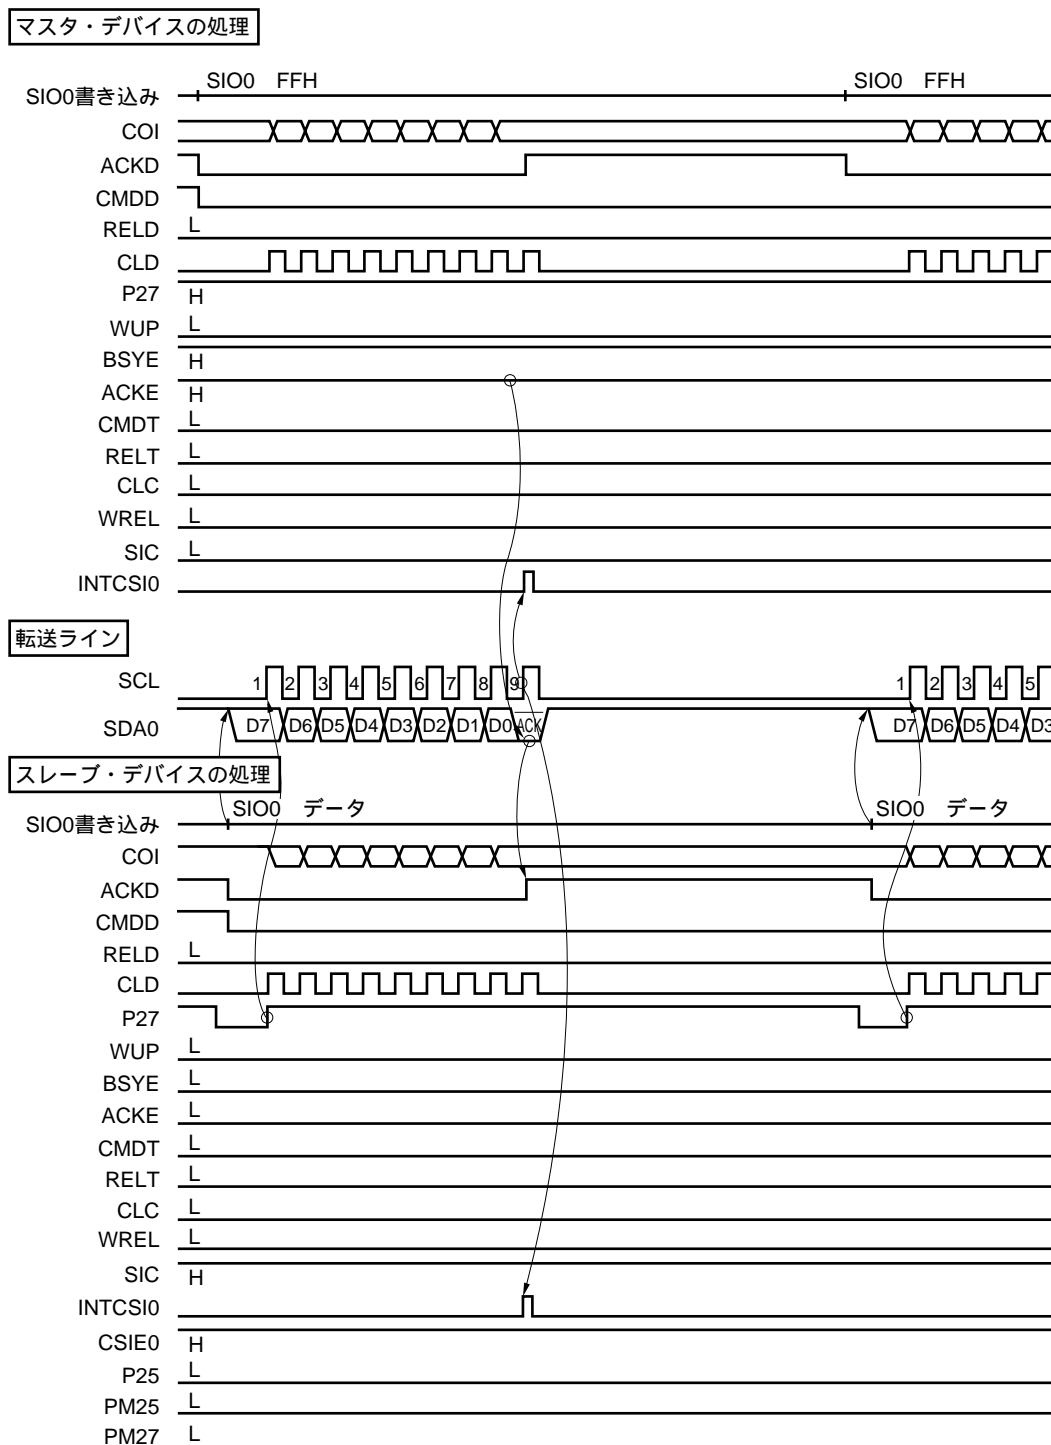 マスタ・デバイスの処理
SIO0 FFH SIO0 FFH
SIO0書き込み
COI
ACKD
CMDD
RELD L
CLD
P27 H
WUP L
BSYE H
ACKE H
CMDT L
RELT L
CLC L
WREL L
SIC L
INTCSI0
転送ライン
SCL 1 2 3 4 5 6 7 8 9 1 2 3 4 5
SDA0 D7 D6 D5 D4 D3 D2 D1 D0 ACK D7 D6 D5 D4 D3
スレーブ・デバイスの処理
SIO0 データ SIO0 データ
SIO0書き込み
COI
ACKD
CMDD
RELD L
CLD
P27
WUP L
BSYE L
ACKE L
CMDT L
RELT L
CLC L
WREL L
SIC H
INTCSI0
CSIE0 H
P25 L
PM25 L
PM27 L